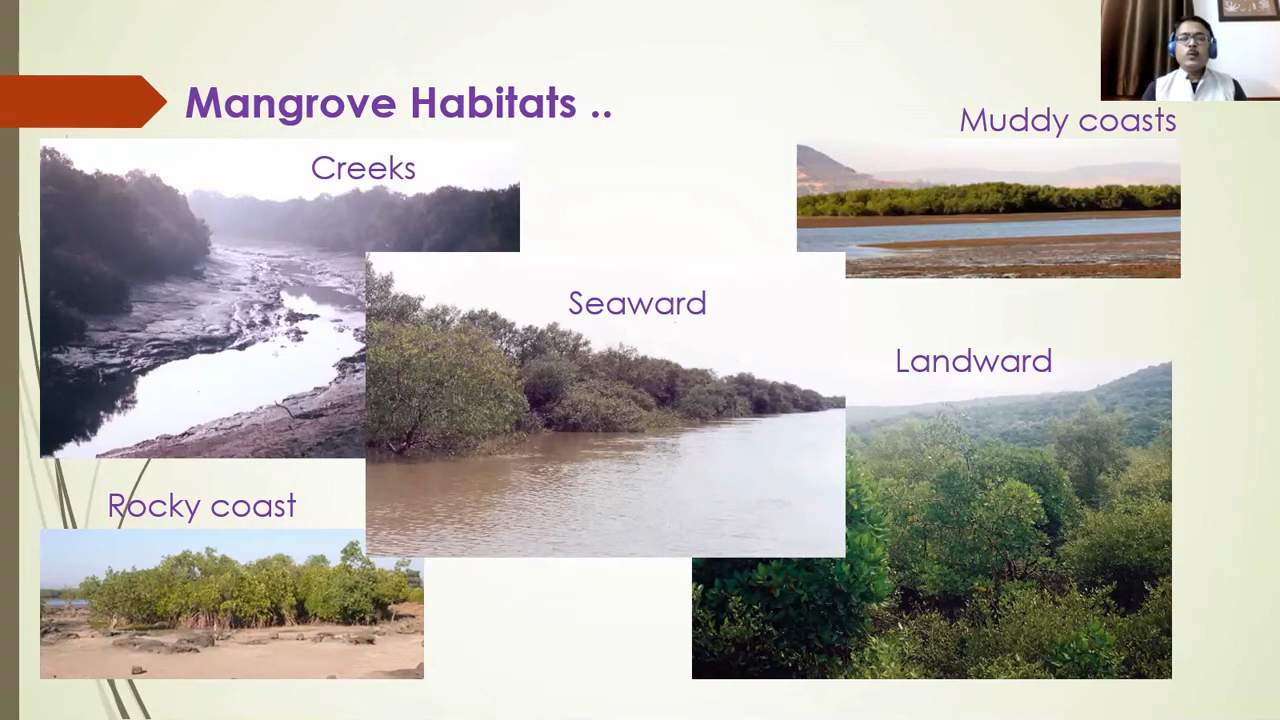 Mangrove Habitats ..
Muddy coasts
Creeks
Seaward
Landward
Rocky coast